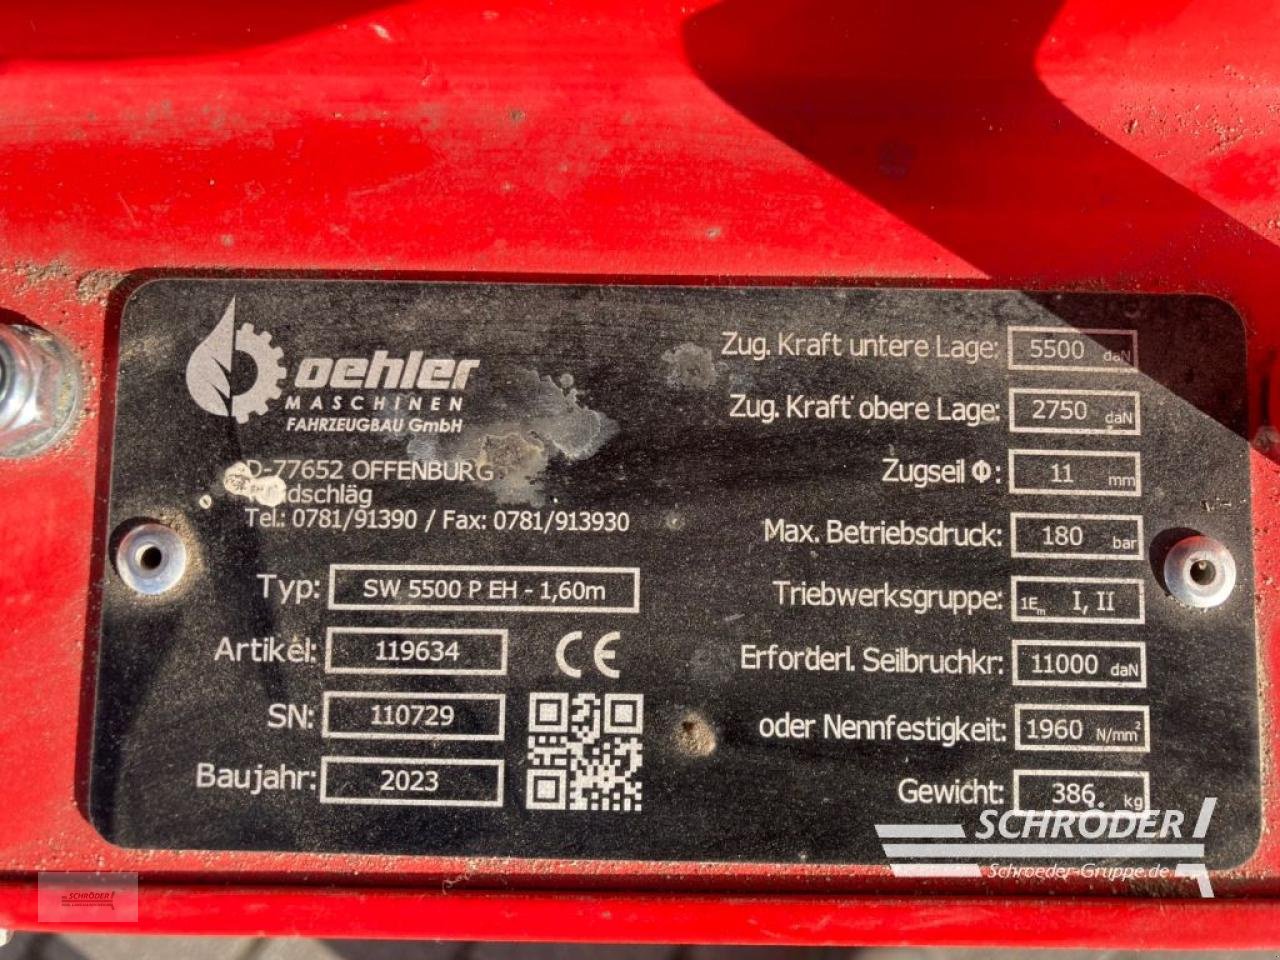 oehler
MASCHINEN
FAHRZEUGBAU GmbH
D-77652 OFFENBURG
Tel.: 0781/91390 / Fax: 0781/913930
Typ: SW 5500 P EH - 1,60m
Artikel: 119634
CE
SN: 110729
Baujahr: 2023
Zug. Kraft untere Lage: 5500 daN
Zug. Kraft obere Lage: 2750 daN
Zugseil Φ: 11 mm
Max. Betriebsdruck: 180 bar
Triebwerksgruppe: 1Em I, II
Erforderl. Seilbruchkr: 11000 daN
oder Nennfestigkeit: 1960 N/mm²
Gewicht: 386 kg
SCHRÖDER
Schroeder-Gruppe.de
SCHRÖDER